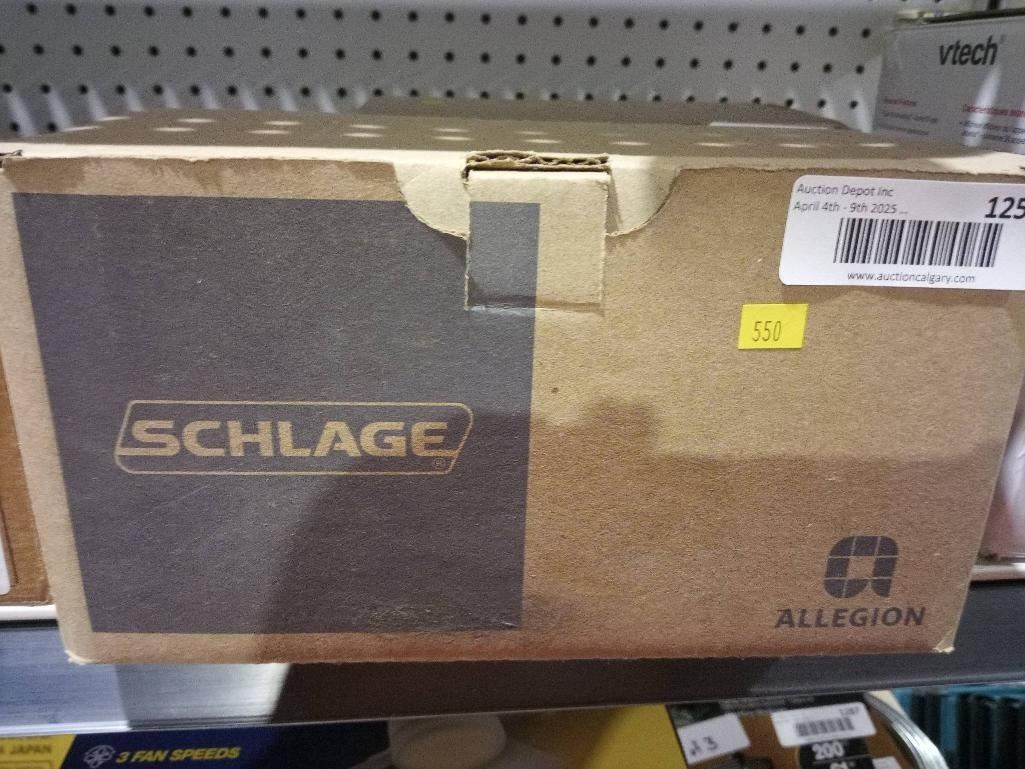 vtech
Auction Depot Inc
April 4th - 9th 2025 ...
125
www.auctioncalgary.com
550
SCHLAGE
®
ALLEGION
JAPAN
3 FAN SPEEDS
13
200